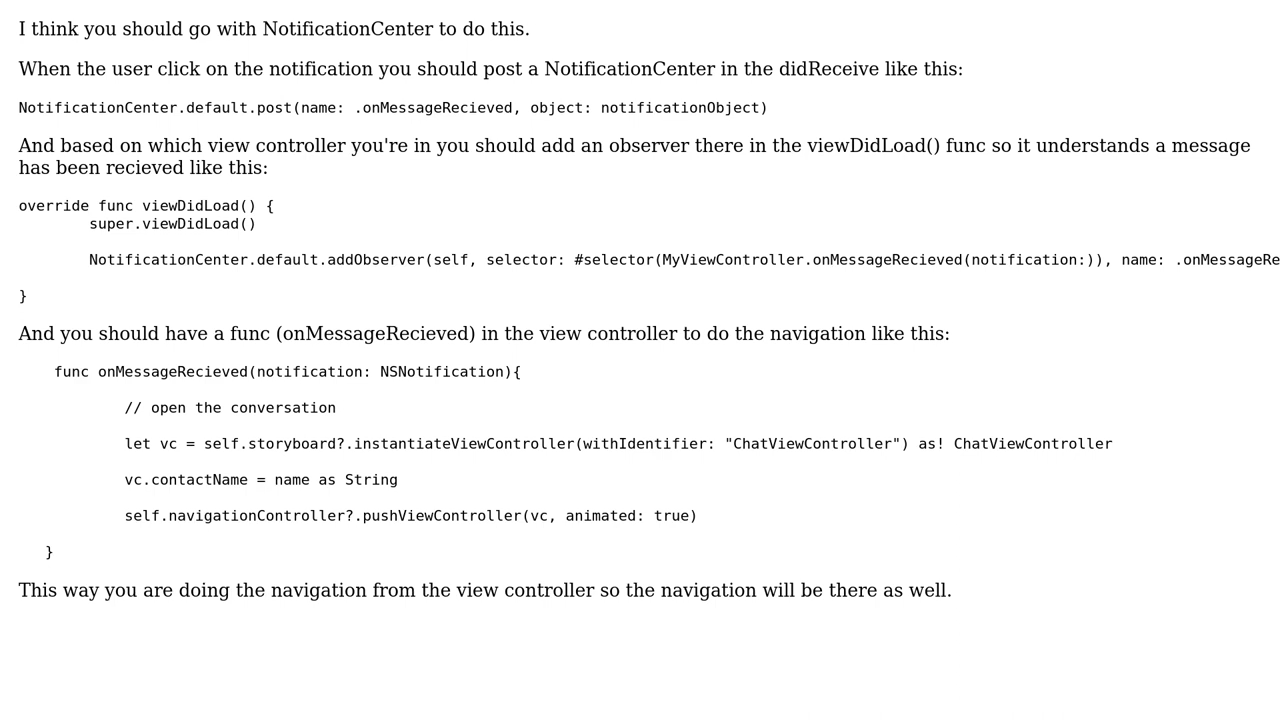 I think you should go with NotificationCenter to do this.
When the user click on the notification you should post a NotificationCenter in the didReceive like this:
NotificationCenter.default.post(name: .onMessageRecieved, object: notificationObject)
And based on which view controller you're in you should add an observer there in the viewDidLoad() func so it understands a message
has been recieved like this:
override func viewDidLoad() {
super.viewDidLoad()
NotificationCenter.default.addObserver(self, selector: #selector(MyViewController.onMessageRecieved(notification:)), name: .onMessageRe
}
And you should have a func (onMessageRecieved) in the view controller to do the navigation like this:
func onMessageRecieved(notification: NSNotification){
// open the conversation
let vc = self.storyboard?.instantiateViewController(withIdentifier: "ChatViewController") as! ChatViewController
vc.contactName = name as String
self.navigationController?.pushViewController(vc, animated: true)
}
This way you are doing the navigation from the view controller so the navigation will be there as well.